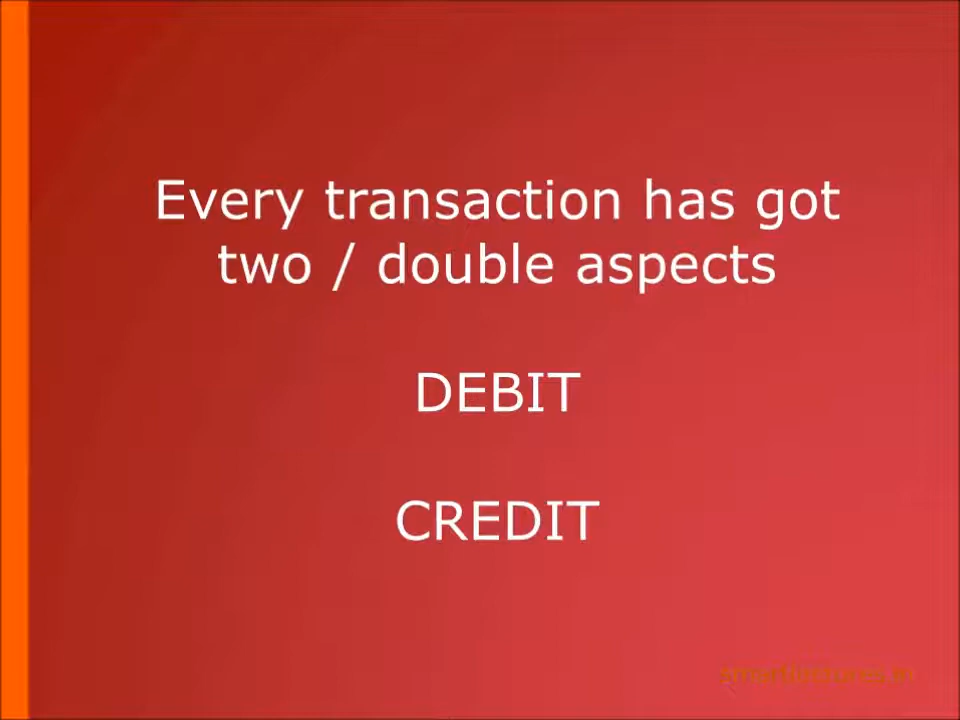 Every transaction has got
two / double aspects
DEBIT
CREDIT